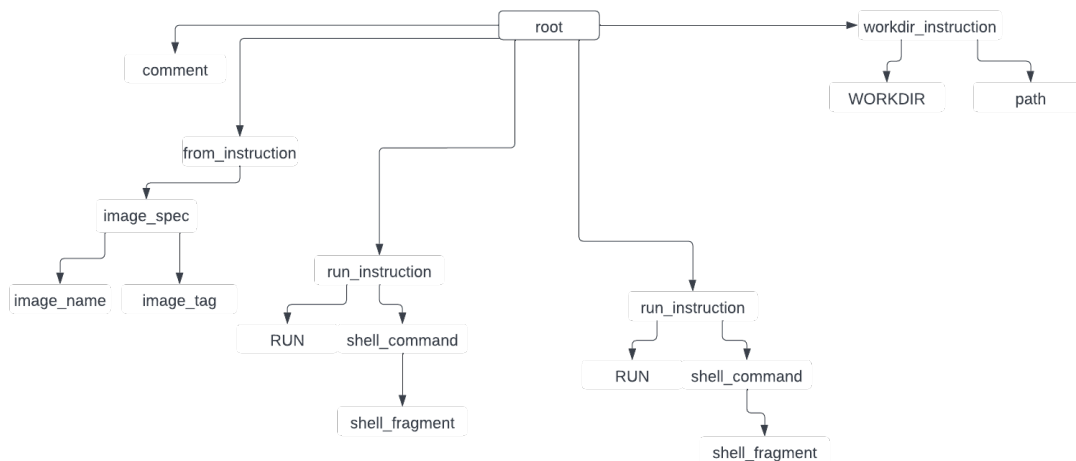 root
workdir_instruction
comment
WORKDIR
path
from_instruction
image_spec
image_name
image_tag
run_instruction
RUN
shell_command
shell_fragment
run_instruction
RUN
shell_command
shell_fragment